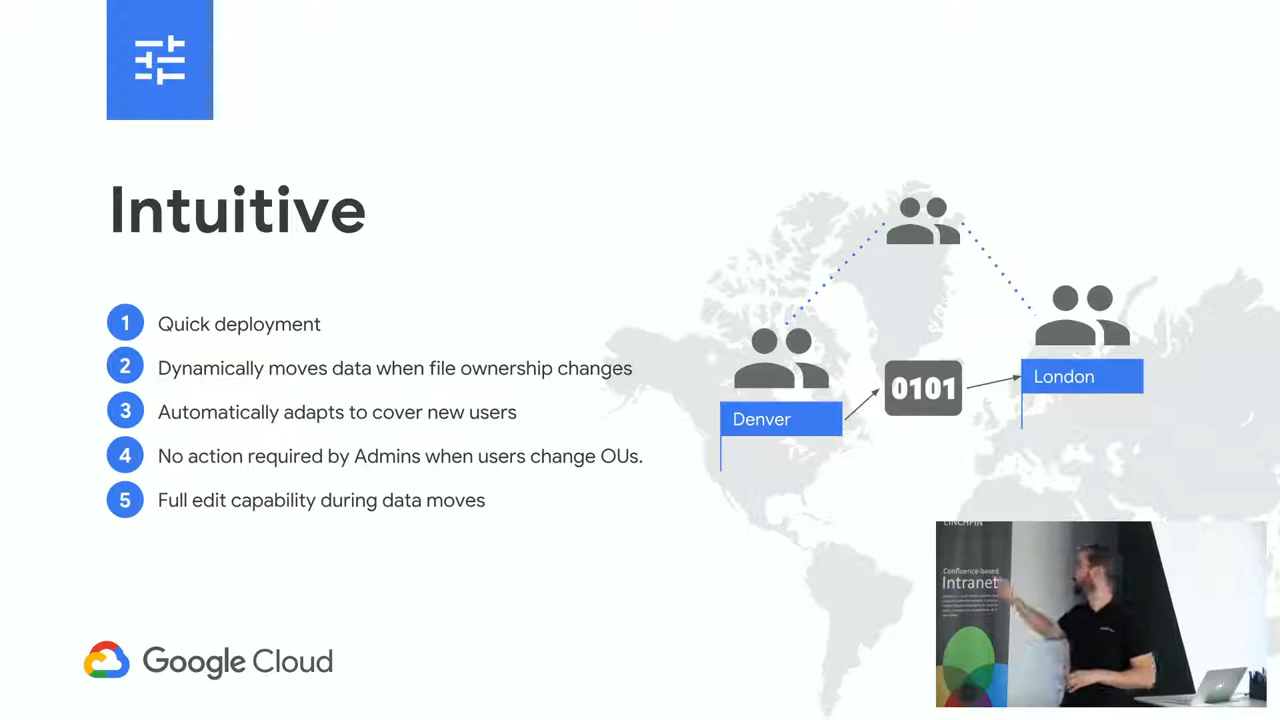 Intuitive
1 Quick deployment
2 Dynamically moves data when file ownership changes
3 Automatically adapts to cover new users
4 No action required by Admins when users change OUs.
5 Full edit capability during data moves
Denver
0101
London
Google Cloud
LINCHPIN
Confluence-based
Intranet